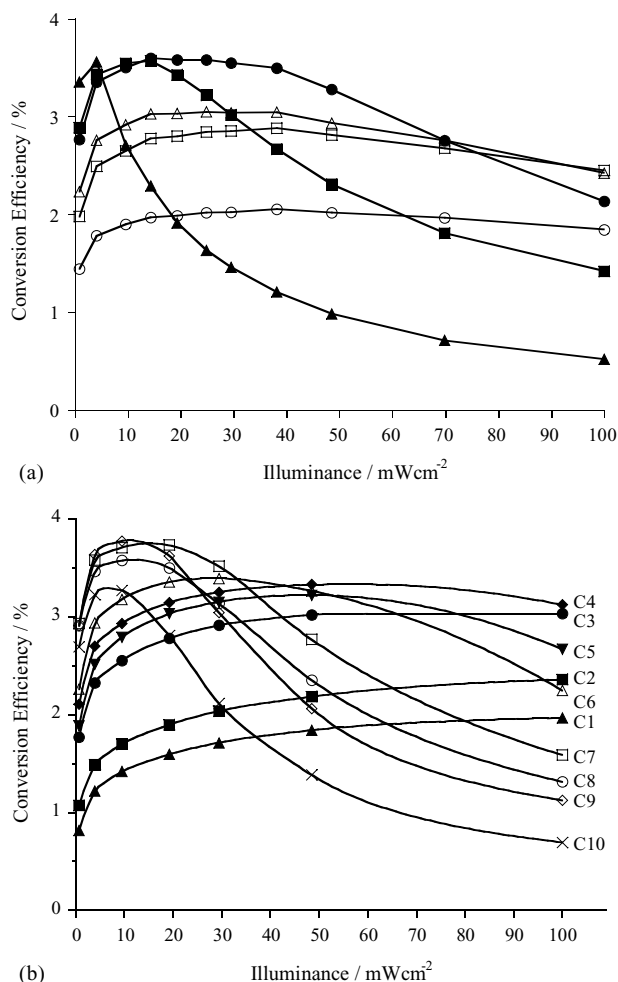 4
3
2
1
0
Conversion Efficiency / %
0 10 20 30 40 50 60 70 80 90 100
(a)
Illuminance / mWcm-2
4
3
2
1
0
Conversion Efficiency / %
C4
C3
C5
C2
C6
C1
C7
C8
C9
C10
0 10 20 30 40 50 60 70 80 90 100
(b)
Illuminance / mWcm-2